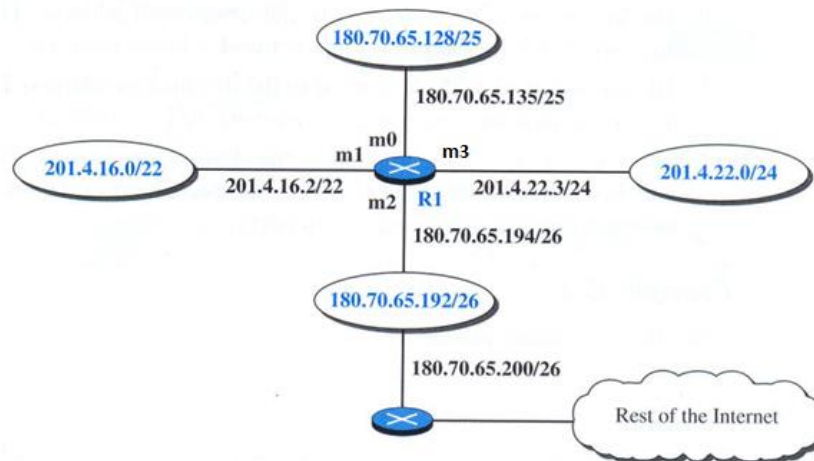 180.70.65.128/25
180.70.65.135/25
m0
m1
m3
201.4.16.0/22
201.4.22.0/24
201.4.16.2/22
201.4.22.3/24
m2
R1
180.70.65.194/26
180.70.65.192/26
180.70.65.200/26
Rest of the Internet